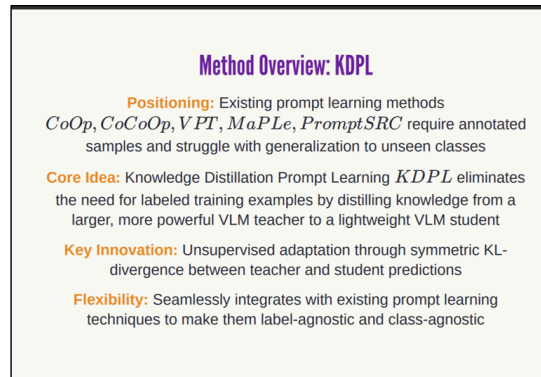 Method Overview: KDPL
Positioning: Existing prompt learning methods
CoOp, CoCoOp, VPT, MaPLe, PromptSRC require annotated
samples and struggle with generalization to unseen classes
Core Idea: Knowledge Distillation Prompt Learning KDPL eliminates
the need for labeled training examples by distilling knowledge from a
larger, more powerful VLM teacher to a lightweight VLM student
Key Innovation: Unsupervised adaptation through symmetric KL-
divergence between teacher and student predictions
Flexibility: Seamlessly integrates with existing prompt learning
techniques to make them label-agnostic and class-agnostic